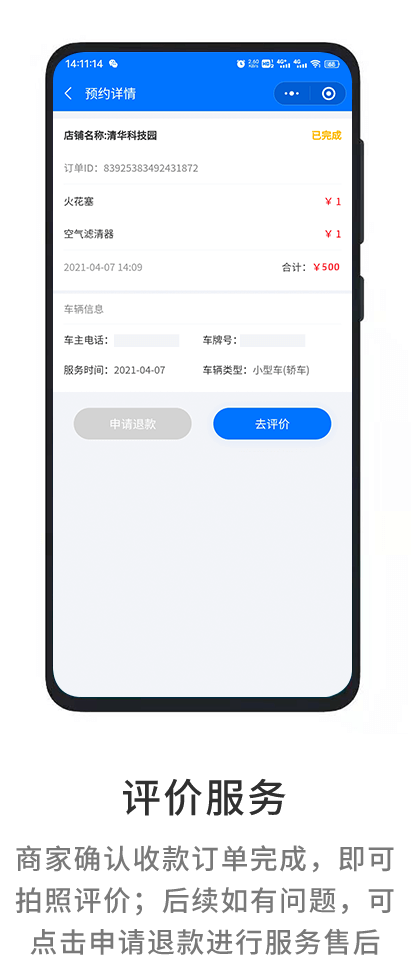 14:11:14
预约详情
店铺名称:清华科技园 已完成
订单ID: 83925383492431872
火花塞 ￥1
空气滤清器 ￥1
2021-04-07 14:09 合计: ￥500
车辆信息
车主电话: 车牌号:
服务时间: 2021-04-07 车辆类型: 小型车(轿车)
申请退款 去评价
评价服务
商家确认收款订单完成，即可
拍照评价；后续如有问题，可
点击申请退款进行服务售后